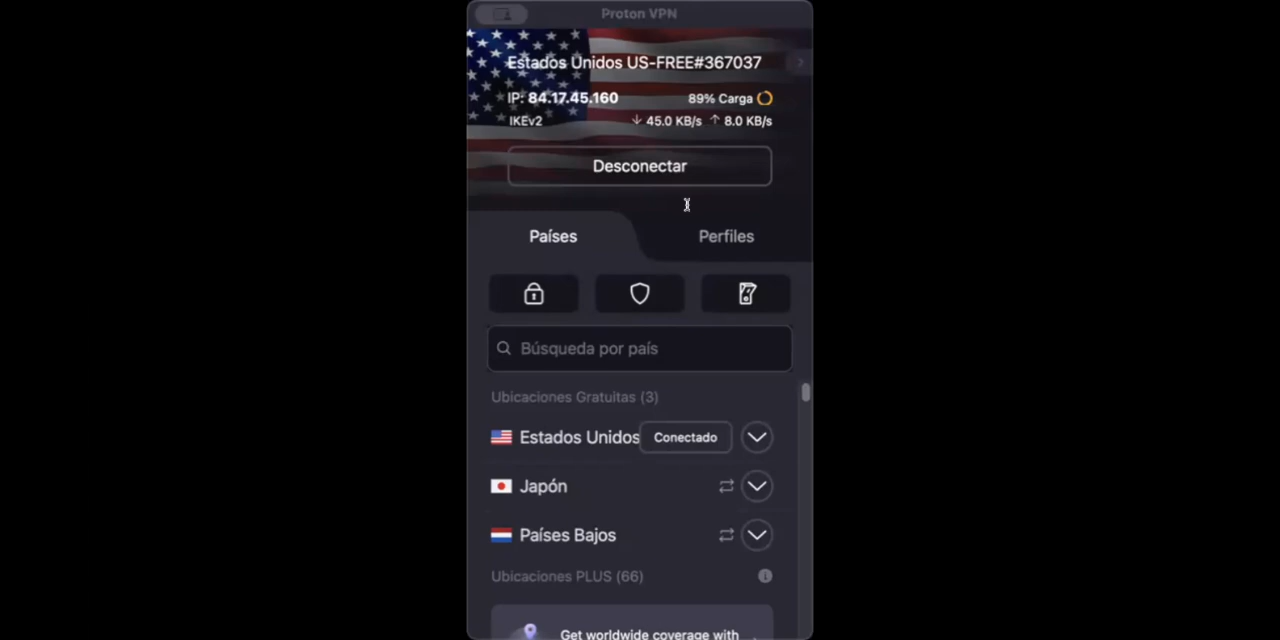 Proton VPN
Estados Unidos US-FREE#367037
IP: 84.17.45.160 89% Carga
IKEv2 ↓ 45.0 KB/s ↑ 8.0 KB/s
Desconectar
Países Perfiles
Búsqueda por país
Ubicaciones Gratuitas (3)
Estados Unidos Conectado
Japón
Países Bajos
Ubicaciones PLUS (66)
Get worldwide coverage with